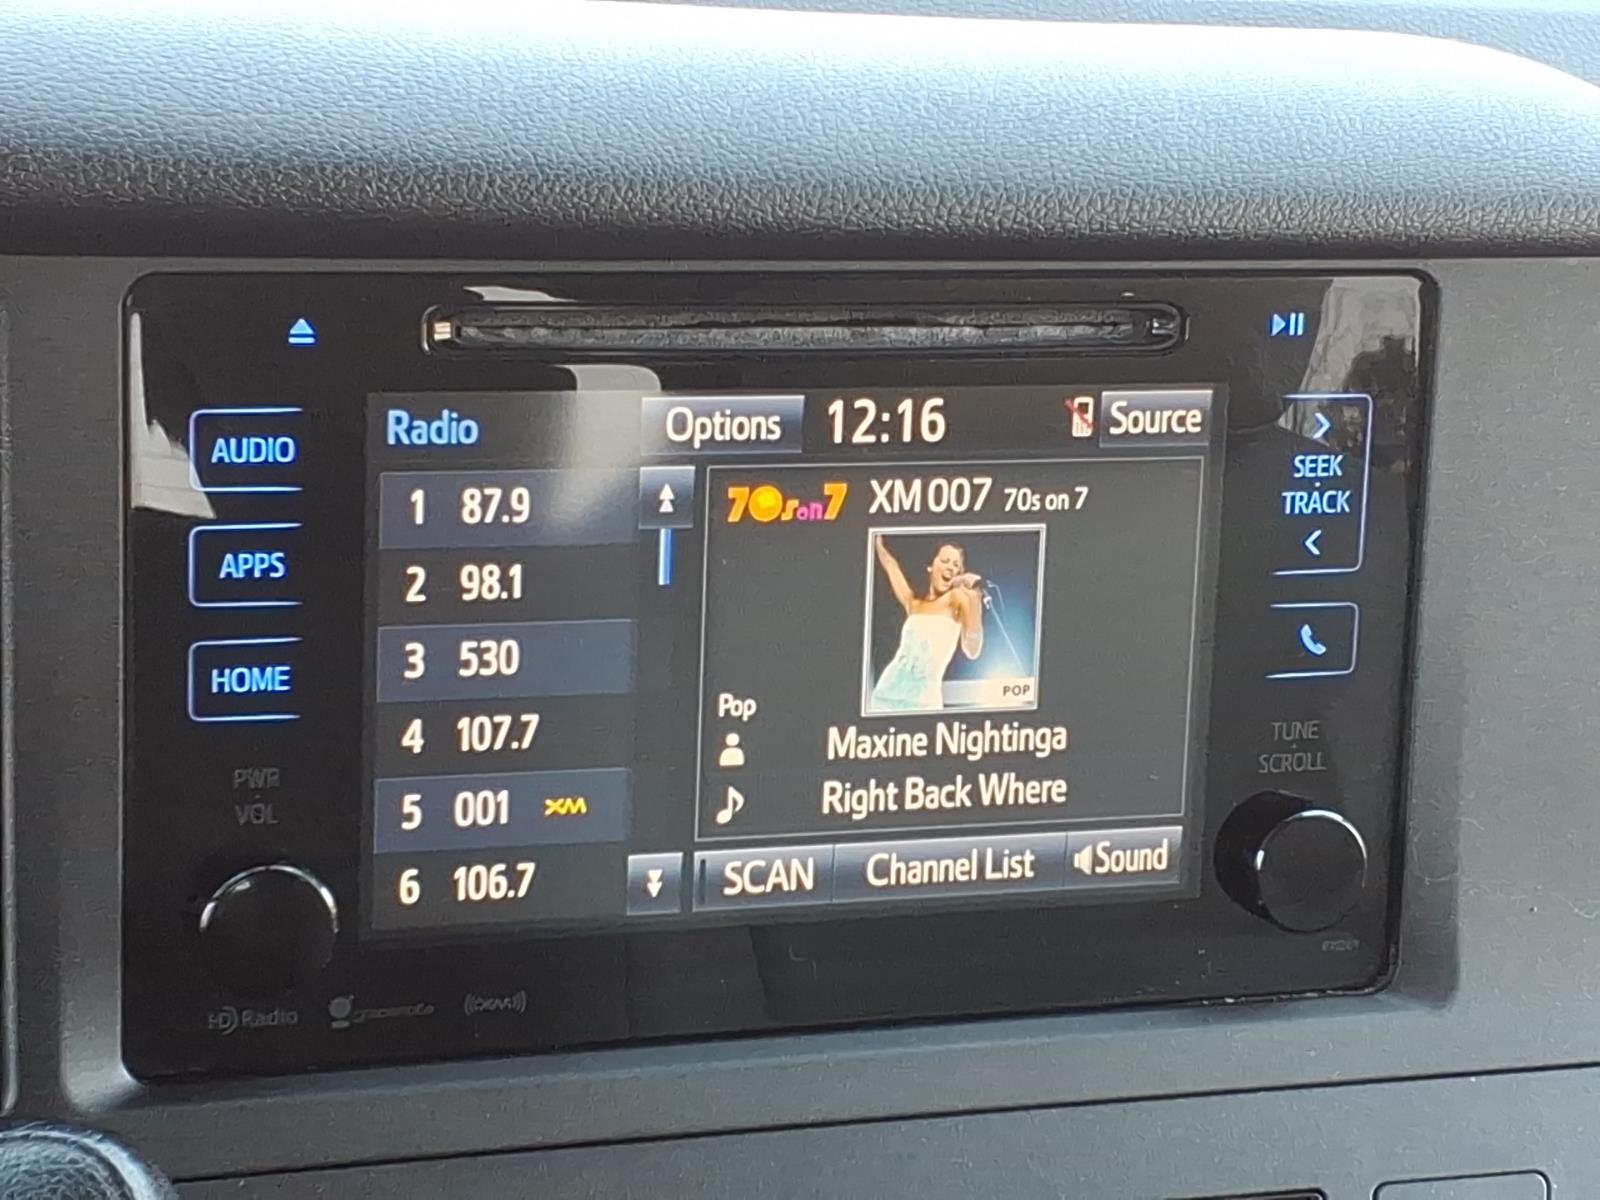 AUDIO
APPS
HOME
PWR
VOL
Radio
Options
12:16
Source
1 87.9
2 98.1
3 530
4 107.7
5 001 XM
6 106.7
70s on 7
XM007 70s on 7
POP
Pop
Maxine Nightinga
Right Back Where
SCAN
Channel List
Sound
SEEK
TRACK
TUNE
SCROLL
HD Radio
gracenote